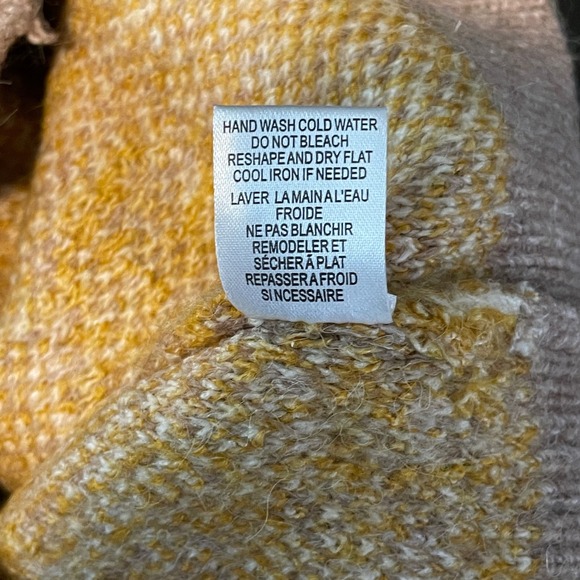 HAND WASH COLD WATER
DO NOT BLEACH
RESHAPE AND DRY FLAT
COOL IRON IF NEEDED
LAVER LA MAIN A L'EAU
FROIDE
NE PAS BLANCHIR
REMODELER ET
SÉCHER Ã PLAT
REPASSER A FROID
SI NCESSAIRE